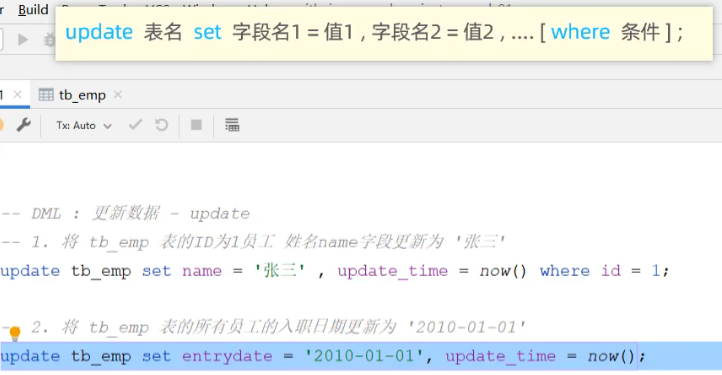 Build
update 表名 set 字段名1 = 值1 , 字段名2 = 值2 , .... [ where 条件 ] ;
1 × tb_emp ×
Tx: Auto
-- DML : 更新数据 - update
-- 1. 将 tb_emp 表的ID为1员工 姓名name字段更新为 '张三'
update tb_emp set name = '张三' , update_time = now() where id = 1;
- 2. 将 tb_emp 表的所有员工的入职日期更新为 '2010-01-01'
update tb_emp set entrydate = '2010-01-01', update_time = now();